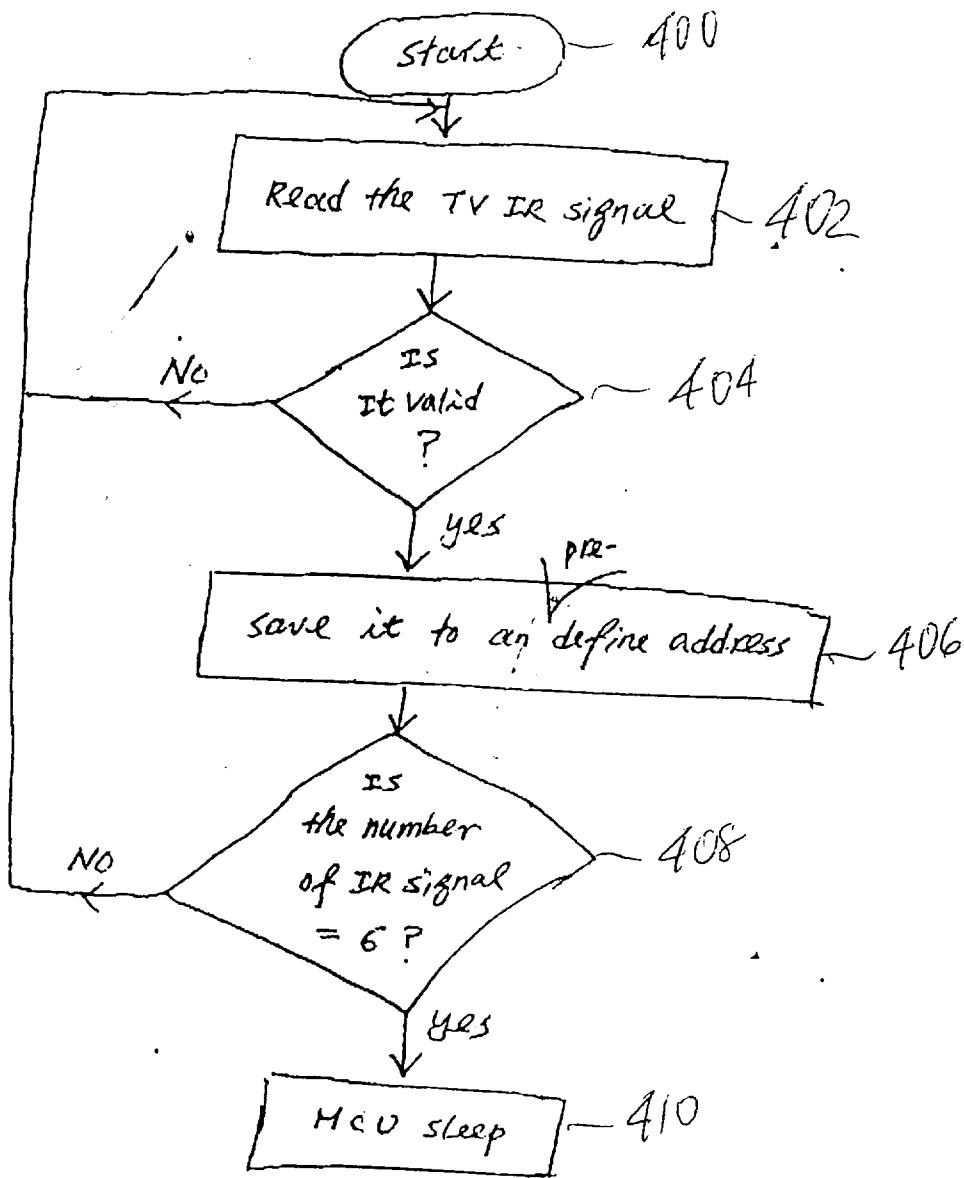 start 400
Read the TV IR signal 402
Is
It valid
?
404
No
yes
pre-
save it to an define address 406
Is
the number
of IR signal
= 6 ?
408
No
yes
MCU sleep 410